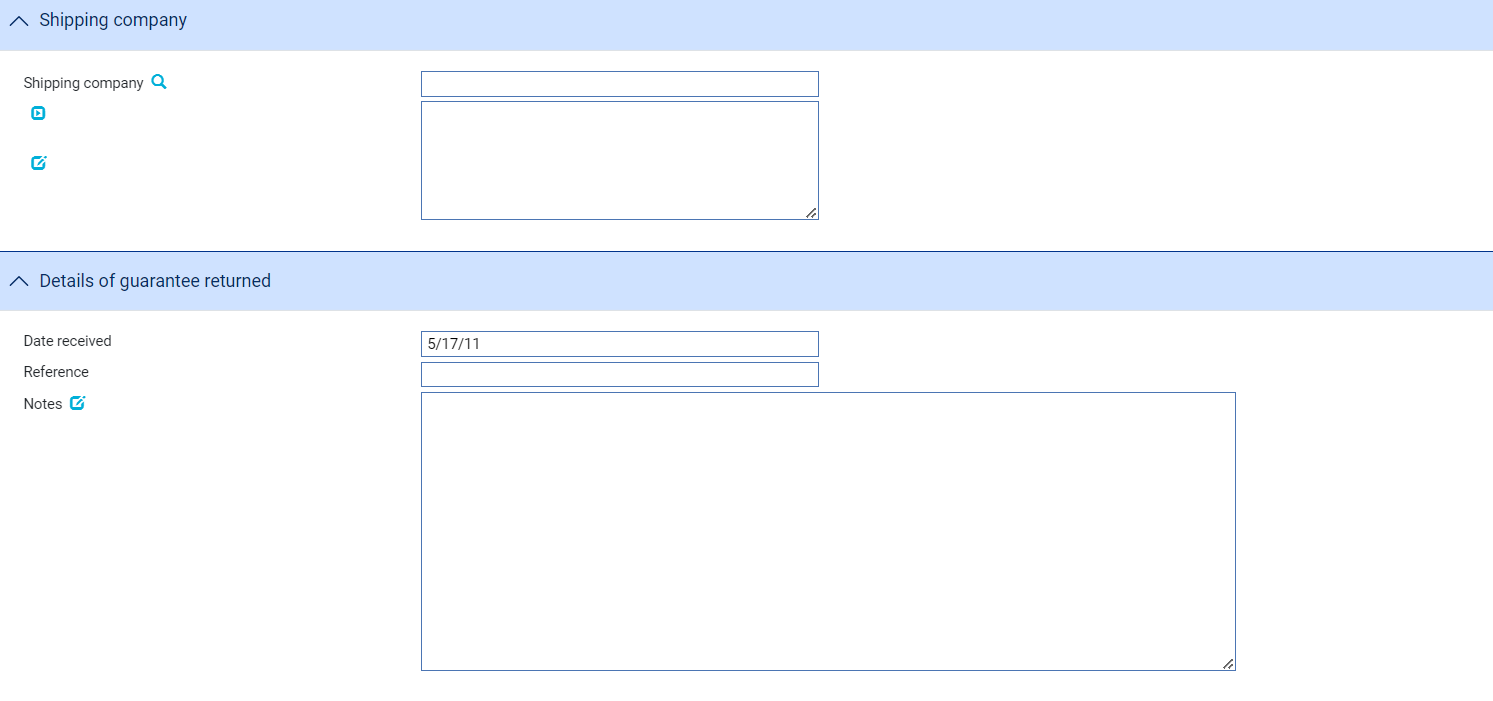 Shipping company
Shipping company
Details of guarantee returned
Date received
5/17/11
Reference
Notes